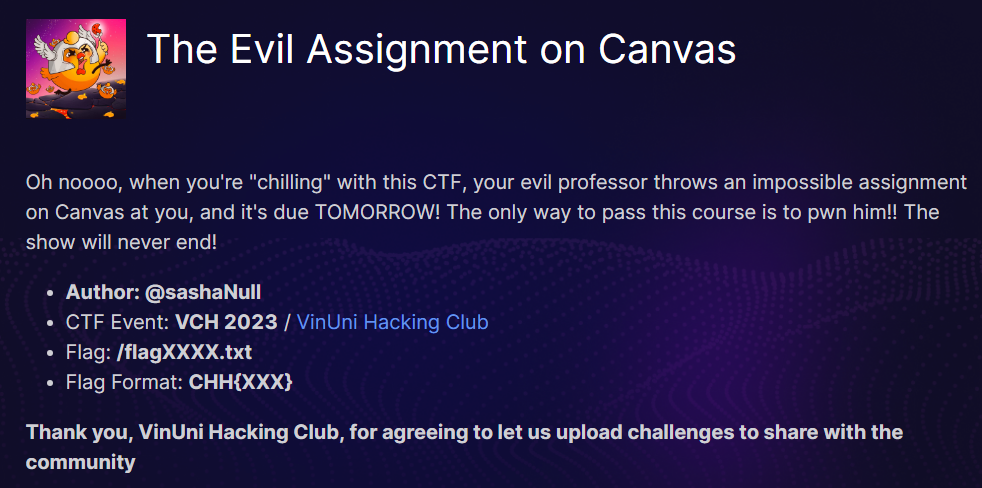 The Evil Assignment on Canvas
Oh noooo, when you're "chilling" with this CTF, your evil professor throws an impossible assignment
on Canvas at you, and it's due TOMORROW! The only way to pass this course is to pwn him!! The
show will never end!
• Author: @sashaNull
• CTF Event: VCH 2023 / VinUni Hacking Club
• Flag: /flagXXXX.txt
• Flag Format: CHH{XXX}
Thank you, VinUni Hacking Club, for agreeing to let us upload challenges to share with the
community